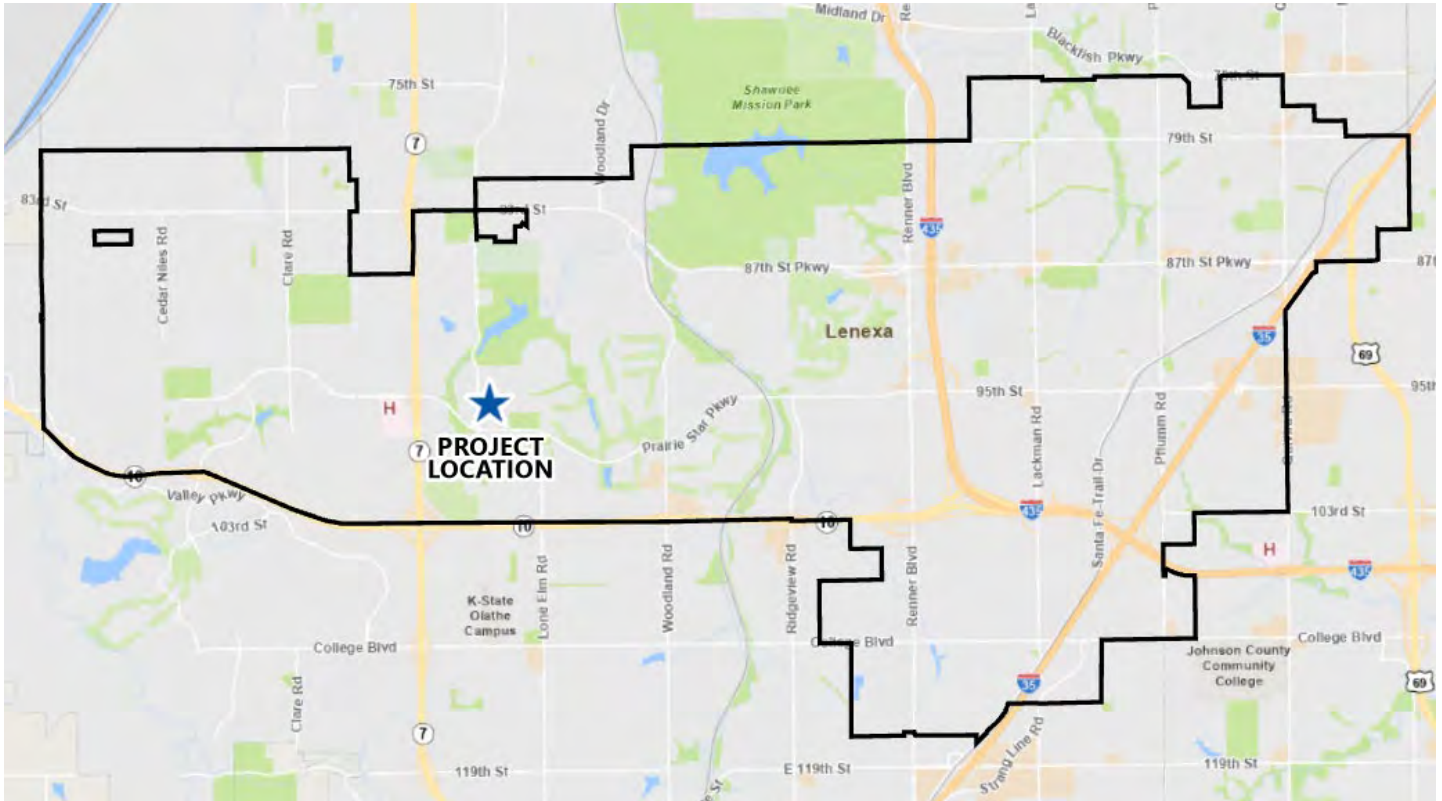 Midland Dr
Blackfish Pkwy
75th St
75th St
Shawnee
Mission Park
Woodland Dr
7
79th St
83rd St
83rd St
Renner Blvd
435
Cedar Niles Rd
Clare Rd
87th St Pkwy
87th St Pkwy
Lenexa
35
69
95th St
H
PROJECT
LOCATION
7
Prairie Star Pkwy
Lackman Rd
Pflumm Rd
Santa Fe Trail Dr
10
Valley Pkwy
103rd St
10
10
435
103rd St
H
435
K-State
Olathe
Campus
Lone Elm Rd
Woodland Rd
Ridgeview Rd
Renner Blvd
College Blvd
College Blvd
College Blvd
Johnson County
Community
College
Clare Rd
35
69
7
Strang Line Rd
119th St
E 119th St
119th St